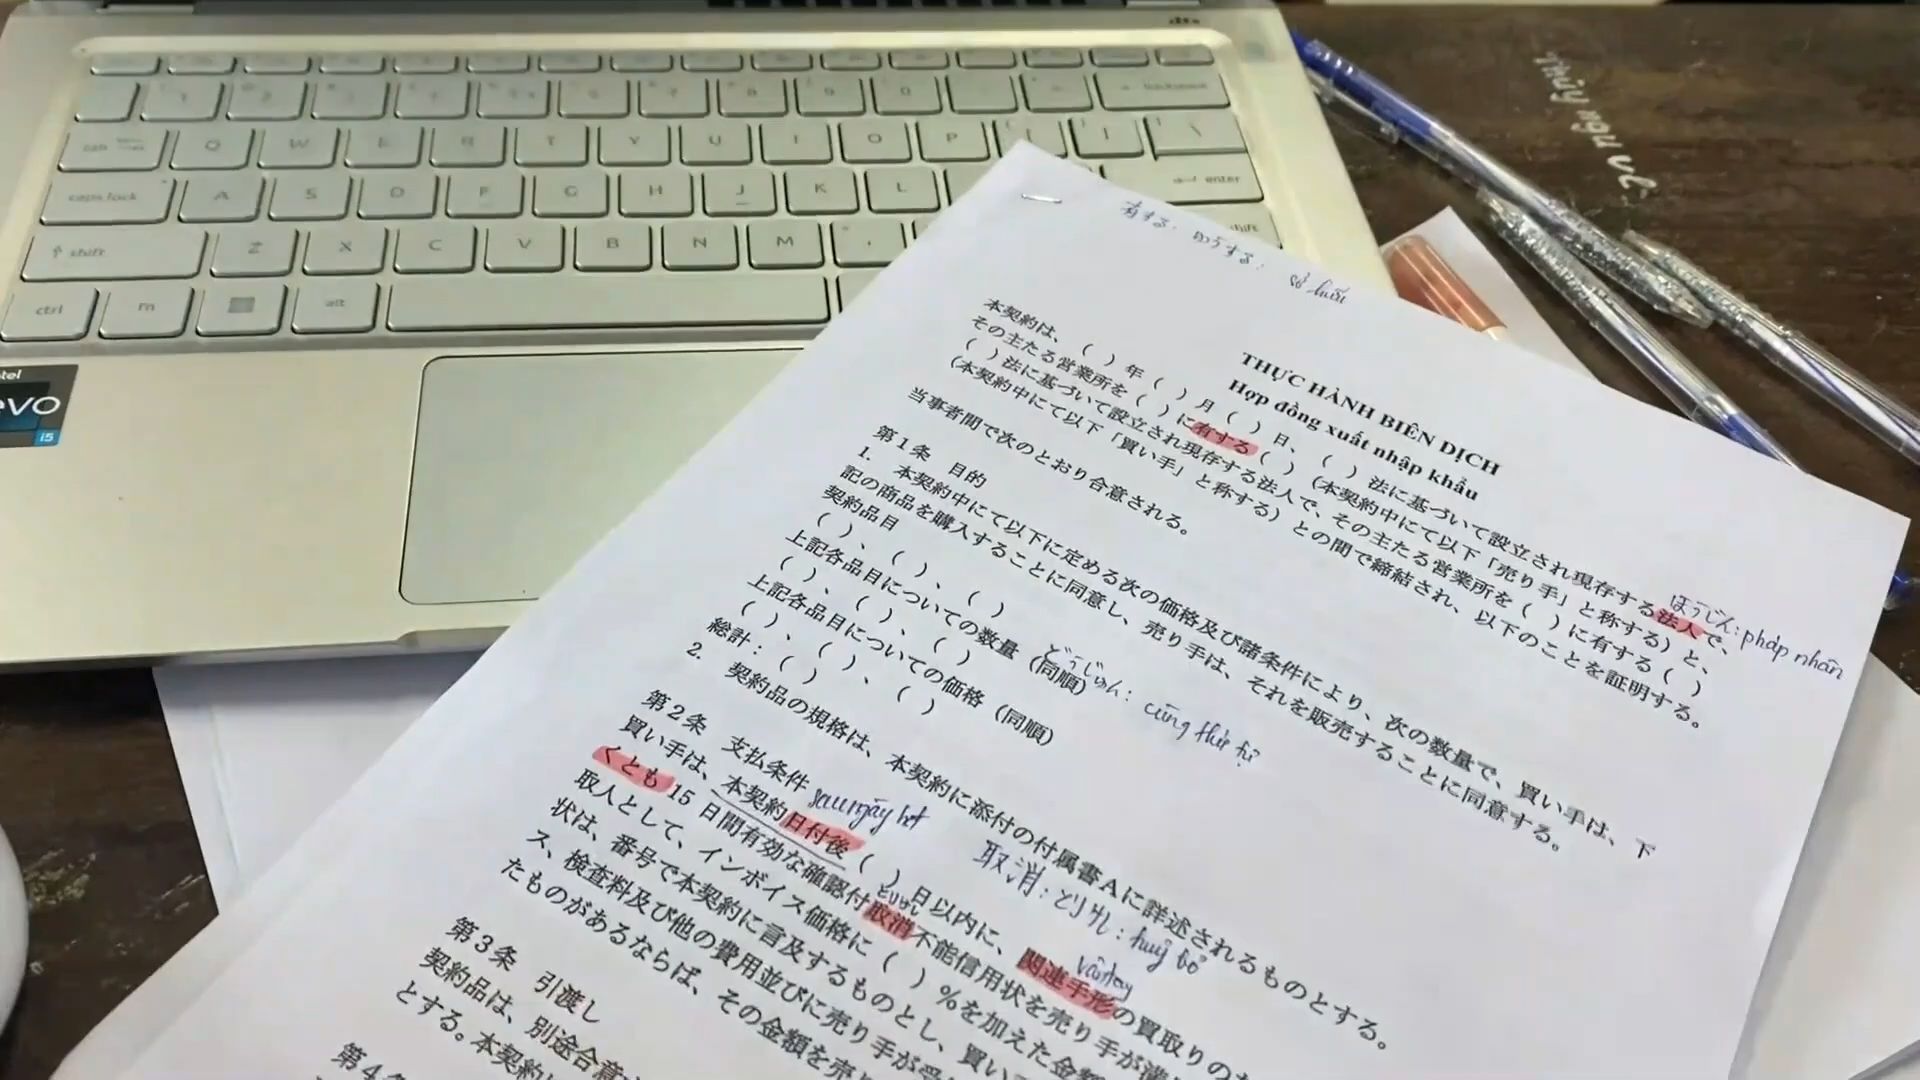 有する: ゆうする: sở hữu
THỰC HÀNH BIÊN DỊCH
Hợp đồng xuất nhập khẩu
本契約は、( ) 年 ( ) 月 ( ) 日、( ) 法に基づいて設立され現存する法人で、
その主たる営業所を ( ) に有する ( ) (本契約中にて以下「売り手」と称する) と、
( ) 法に基づいて設立され現存する法人で、その主たる営業所を ( ) に有する ( )
(本契約中にて以下「買い手」と称する) との間で締結され、以下のことを証明する。
ほうじん: pháp nhân
当事者間で次のとおり合意される。
第1条 目的
1. 本契約中にて以下に定める次の価格及び諸条件により、次の数量で、買い手は、下
記の商品を購入することに同意し、売り手は、それを販売することに同意する。
契約品目
( )、( )、( )
上記各品目についての数量 (同順)
どうじゅん: cùng thứ tự
( )、( )、( )
上記各品目についての価格 (同順)
( )、( )、( )
総計: ( )
2. 契約品の規格は、本契約に添付の付属書Aに詳述されるものとする。
第2条 支払条件
sau ngày
買い手は、本契約日付後 ( ) 日以内に、関連手形の買取りのた
取消: とりけし: huỷ bỏ
くとも 15 日間有効な確認付取消不能信用状を売り手が
取人として、インボイス価格に ( ) %を加えた金
状は、番号で本契約に言及するものとし、買い
ス、検査料及び他の費用並びに売り手が受
たものがあるならば、その金額を売
第3条 引渡し
契約品は、別途合意
とする。本契約
第4条
tab
Q W E R T Y U I O P
caps lock A S D F G H J K L enter
shift Z X C V B N M shift
ctrl fn alt
intel
evo
i5
dts